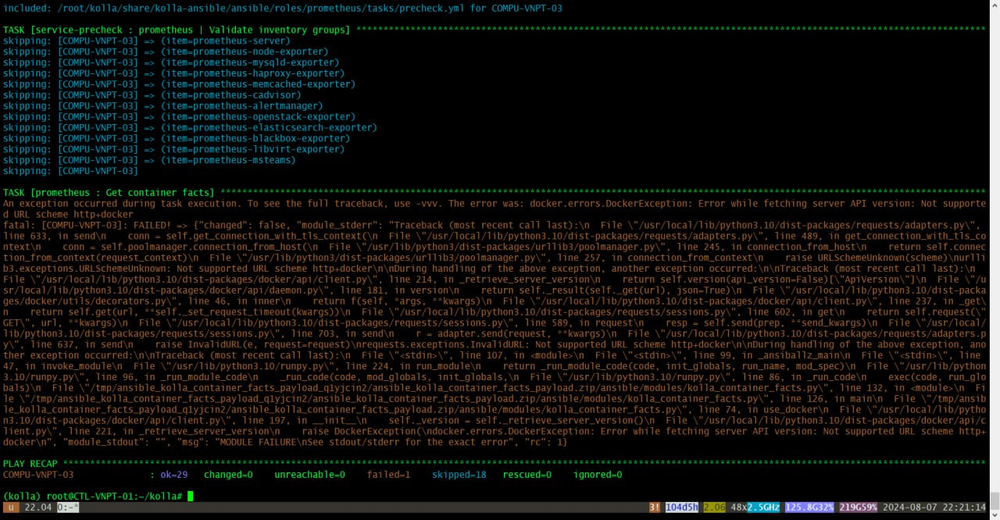 included: /root/kolla/share/kolla-ansible/ansible/roles/prometheus/tasks/precheck.yml for COMPU-VNPT-03
TASK [service-precheck : prometheus | Validate inventory groups] ********************************************************************************************************************
skipping: [COMPU-VNPT-03] => (item=prometheus-server)
skipping: [COMPU-VNPT-03] => (item=prometheus-node-exporter)
skipping: [COMPU-VNPT-03] => (item=prometheus-mysqld-exporter)
skipping: [COMPU-VNPT-03] => (item=prometheus-haproxy-exporter)
skipping: [COMPU-VNPT-03] => (item=prometheus-memcached-exporter)
skipping: [COMPU-VNPT-03] => (item=prometheus-cadvisor)
skipping: [COMPU-VNPT-03] => (item=prometheus-alertmanager)
skipping: [COMPU-VNPT-03] => (item=prometheus-openstack-exporter)
skipping: [COMPU-VNPT-03] => (item=prometheus-elasticsearch-exporter)
skipping: [COMPU-VNPT-03] => (item=prometheus-blackbox-exporter)
skipping: [COMPU-VNPT-03] => (item=prometheus-libvirt-exporter)
skipping: [COMPU-VNPT-03] => (item=prometheus-msteams)
skipping: [COMPU-VNPT-03]
TASK [prometheus : Get container facts] *********************************************************************************************************************************************
An exception occurred during task execution. To see the full traceback, use -vvv. The error was: docker.errors.DockerException: Error while fetching server API version: Not supporte
d URL scheme http+docker
fatal: [COMPU-VNPT-03]: FAILED! => {"changed": false, "module_stderr": "Traceback (most recent call last):\n  File \"/usr/local/lib/python3.10/dist-packages/requests/adapters.py\",
line 633, in send\n    conn = self.get_connection_with_tls_context(\n  File \"/usr/local/lib/python3.10/dist-packages/requests/adapters.py\", line 489, in get_connection_with_tls_co
ntext\n    conn = self.poolmanager.connection_from_host(\n  File \"/usr/lib/python3/dist-packages/urllib3/poolmanager.py\", line 245, in connection_from_host\n    return self.connec
tion_from_context(request_context)\n  File \"/usr/lib/python3/dist-packages/urllib3/poolmanager.py\", line 257, in connection_from_context\n    raise URLSchemeUnknown(scheme)\nurlli
b3.exceptions.URLSchemeUnknown: Not supported URL scheme http+docker\n\nDuring handling of the above exception, another exception occurred:\n\nTraceback (most recent call last):\n
File \"/usr/local/lib/python3.10/dist-packages/docker/api/client.py\", line 214, in _retrieve_server_version\n    return self.version(api_version=False)[\"ApiVersion\"]\n  File \"/u
sr/local/lib/python3.10/dist-packages/docker/api/daemon.py\", line 181, in version\n    return self._result(self._get(url), json=True)\n  File \"/usr/local/lib/python3.10/dist-packa
ges/docker/utils/decorators.py\", line 46, in inner\n    return f(self, *args, **kwargs)\n  File \"/usr/local/lib/python3.10/dist-packages/docker/api/client.py\", line 237, in _get\
n    return self.get(url, **self._set_request_timeout(kwargs))\n  File \"/usr/local/lib/python3.10/dist-packages/requests/sessions.py\", line 602, in get\n    return self.request(\"
GET\", url, **kwargs)\n  File \"/usr/local/lib/python3.10/dist-packages/requests/sessions.py\", line 589, in request\n    resp = self.send(prep, **send_kwargs)\n  File \"/usr/local/
lib/python3.10/dist-packages/requests/sessions.py\", line 703, in send\n    r = adapter.send(request, **kwargs)\n  File \"/usr/local/lib/python3.10/dist-packages/requests/adapters.p
y\", line 637, in send\n    raise InvalidURL(e, request=request)\nrequests.exceptions.InvalidURL: Not supported URL scheme http+docker\n\nDuring handling of the above exception, ano
ther exception occurred:\n\nTraceback (most recent call last):\n  File \"<stdin>\", line 107, in <module>\n  File \"<stdin>\", line 99, in _ansiballz_main\n  File \"<stdin>\", line
47, in invoke_module\n  File \"/usr/lib/python3.10/runpy.py\", line 224, in run_module\n    return _run_module_code(code, init_globals, run_name, mod_spec)\n  File \"/usr/lib/python
3.10/runpy.py\", line 96, in _run_module_code\n    _run_code(code, mod_globals, init_globals,\n  File \"/usr/lib/python3.10/runpy.py\", line 86, in _run_code\n    exec(code, run_glo
bals)\n  File \"/tmp/ansible_kolla_container_facts_payload_q1yjcin2/ansible_kolla_container_facts_payload.zip/ansible/modules/kolla_container_facts.py\", line 132, in <module>\n  Fi
le \"/tmp/ansible_kolla_container_facts_payload_q1yjcin2/ansible_kolla_container_facts_payload.zip/ansible/modules/kolla_container_facts.py\", line 126, in main\n  File \"/tmp/ansib
le_kolla_container_facts_payload_q1yjcin2/ansible_kolla_container_facts_payload.zip/ansible/modules/kolla_container_facts.py\", line 74, in use_docker\n  File \"/usr/local/lib/pytho
n3.10/dist-packages/docker/api/client.py\", line 197, in __init__\n    self._version = self._retrieve_server_version()\n  File \"/usr/local/lib/python3.10/dist-packages/docker/api/c
lient.py\", line 221, in _retrieve_server_version\n    raise DockerException(\ndocker.errors.DockerException: Error while fetching server API version: Not supported URL scheme http+
docker\n", "module_stdout": "", "msg": "MODULE FAILURE\nSee stdout/stderr for the exact error", "rc": 1}
PLAY RECAP **************************************************************************************************************************************************************************
COMPU-VNPT-03              : ok=29   changed=0    unreachable=0    failed=1    skipped=18   rescued=0    ignored=0
(kolla) root@CTL-VNPT-01:~/kolla#
u 22.04 0:-* 3! 104d5h 2.06 48x2.5GHz 125.8G32% 219G59% 2024-08-07 22:21:14